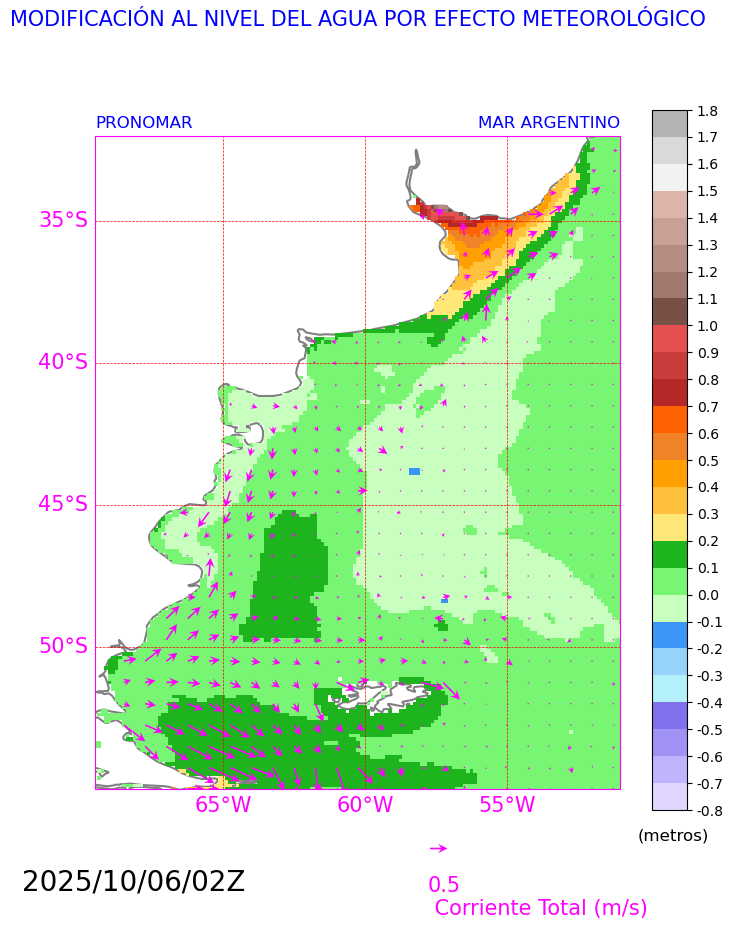 MODIFICACIÓN AL NIVEL DEL AGUA POR EFECTO METEOROLÓGICO
PRONOMAR MAR ARGENTINO
35°S
40°S
45°S
50°S
65°W 60°W 55°W
1.8
1.7
1.6
1.5
1.4
1.3
1.2
1.1
1.0
0.9
0.8
0.7
0.6
0.5
0.4
0.3
0.2
0.1
0.0
-0.1
-0.2
-0.3
-0.4
-0.5
-0.6
-0.7
-0.8
(metros)
2025/10/06/02Z
0.5
Corriente Total (m/s)